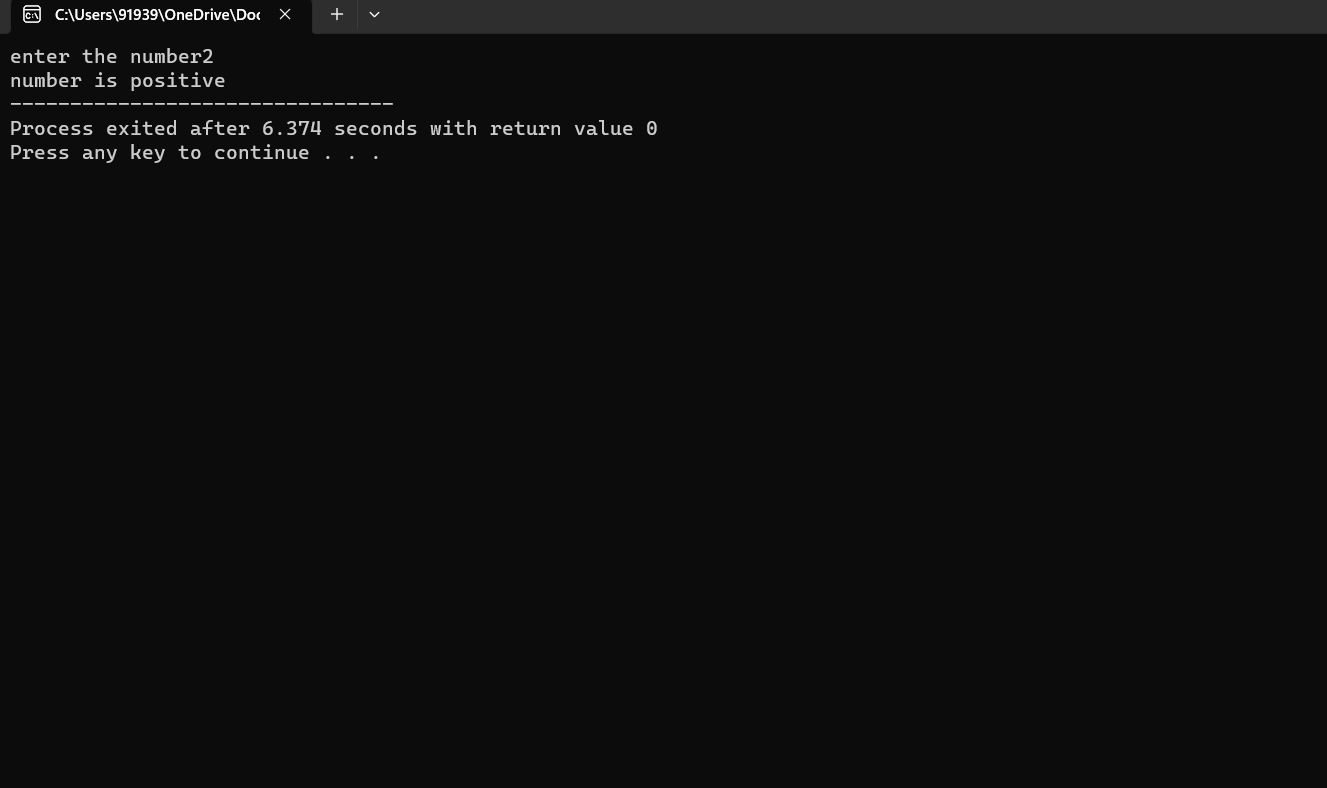 C:\Users\91939\OneDrive\Doc
enter the number2
number is positive
--------------------------------
Process exited after 6.374 seconds with return value 0
Press any key to continue . . .